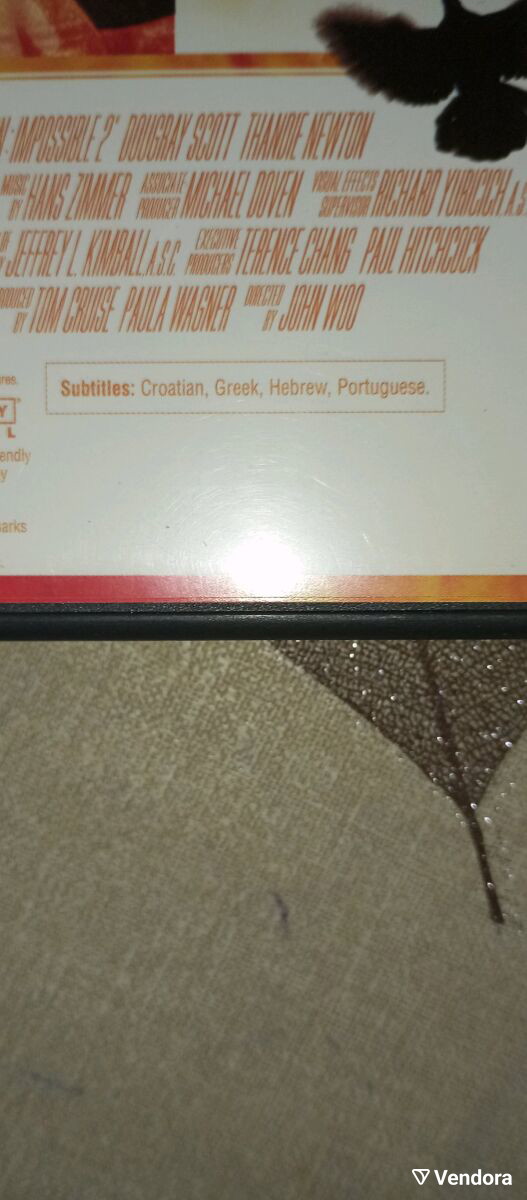 : IMPOSSIBLE 2" DOUGRAY SCOTT THANDIE NEWTON
MUSIC BY HANS ZIMMER ASSOCIATE PRODUCER MICHAEL DOVEN VISUAL EFFECTS SUPERVISOR RICHARD YURICICH, A.S
BY JEFFREY L. KIMBALL, A.S.C. EXECUTIVE PRODUCERS TERENCE CHANG PAUL HITCHCOCK
BY TOM CRUISE PAULA WAGNER DIRECTED BY JOHN WOO
Subtitles: Croatian, Greek, Hebrew, Portuguese.
Vendora